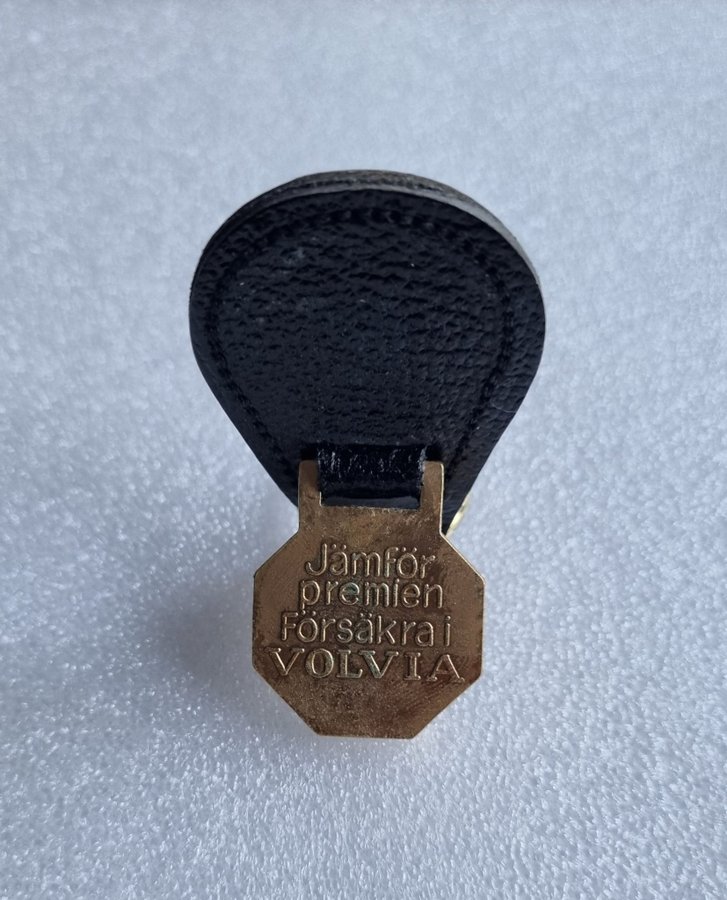 Jämför
premien
Försäkra i
VOLVIA